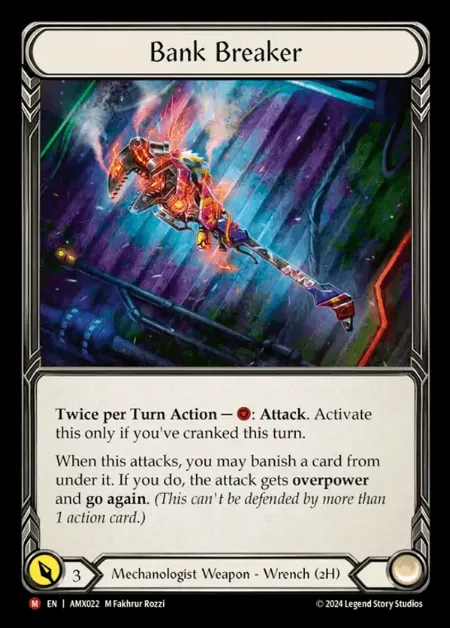 Bank Breaker
Twice per Turn Action — : Attack. Activate
this only if you've cranked this turn.
When this attacks, you may banish a card from
under it. If you do, the attack gets overpower
and go again. (This can't be defended by more than
1 action card.)
3
Mechanologist Weapon - Wrench (2H)
M EN | AMX022 M Fakhrur Rozzi
© 2024 Legend Story Studios